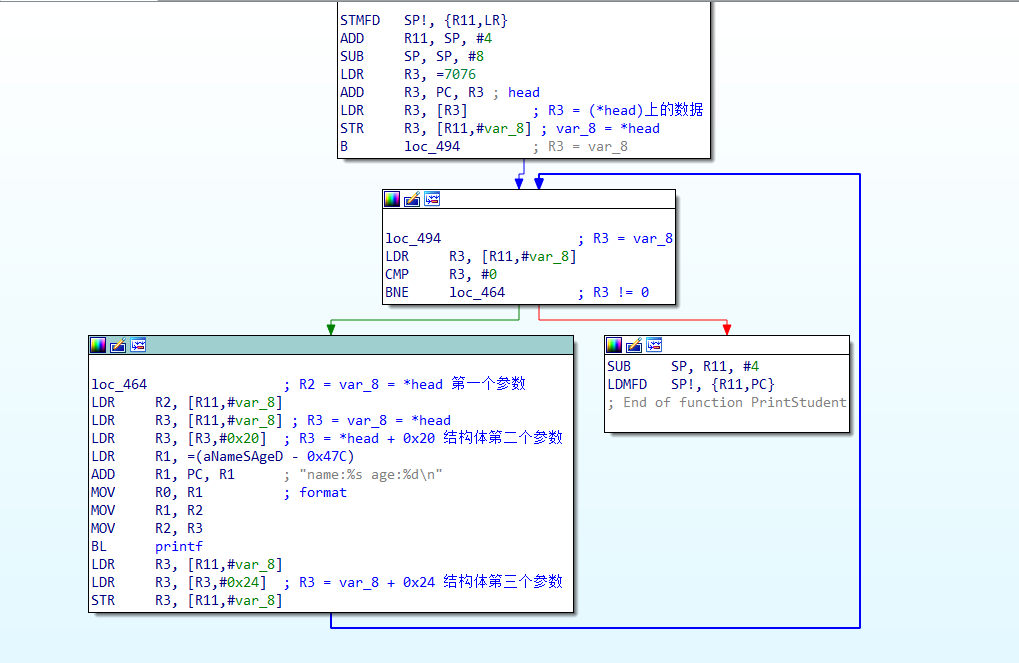 STMFD SP!, {R11,LR}
ADD R11, SP, #4
SUB SP, SP, #8
LDR R3, =7076
ADD R3, PC, R3 ; head
LDR R3, [R3] ; R3 = (*head)上的数据
STR R3, [R11,#var_8] ; var_8 = *head
B loc_494 ; R3 = var_8
loc_494 ; R3 = var_8
LDR R3, [R11,#var_8]
CMP R3, #0
BNE loc_464 ; R3 != 0
loc_464 ; R2 = var_8 = *head 第一个参数
LDR R2, [R11,#var_8]
LDR R3, [R11,#var_8] ; R3 = var_8 = *head
LDR R3, [R3,#0x20] ; R3 = *head + 0x20 结构体第二个参数
LDR R1, =(aNameSAgeD - 0x47C)
ADD R1, PC, R1 ; "name:%s age:%d\n"
MOV R0, R1 ; format
MOV R1, R2
MOV R2, R3
BL printf
LDR R3, [R11,#var_8]
LDR R3, [R3,#0x24] ; R3 = var_8 + 0x24 结构体第三个参数
STR R3, [R11,#var_8]
SUB SP, R11, #4
LDMFD SP!, {R11,PC}
; End of function PrintStudent